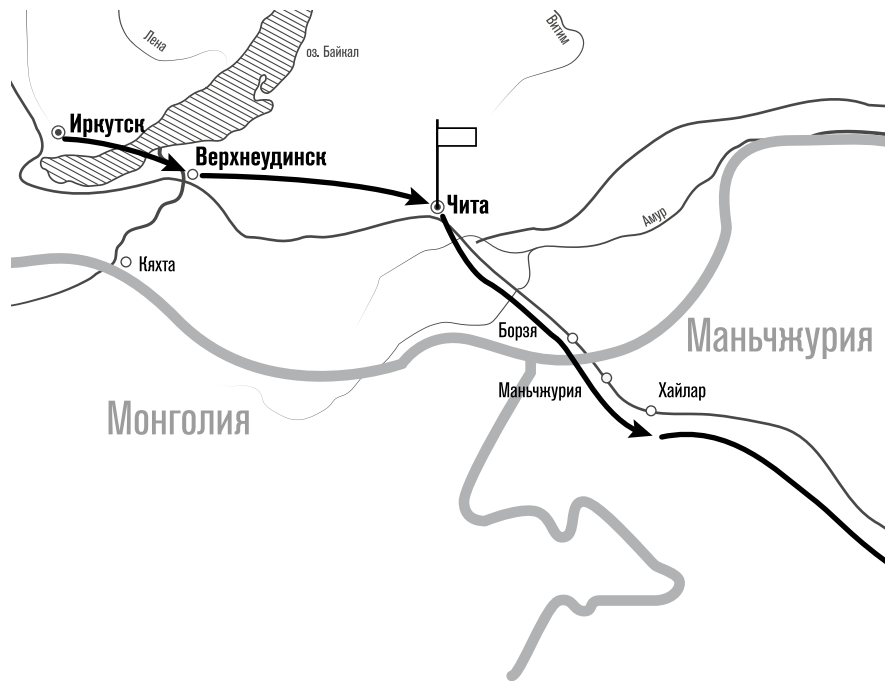 Лена
Витим
оз. Байкал
Иркутск
Верхнеудинск
Чита
Амур
Кяхта
Борзя
Маньчжурия
Маньчжурия
Хайлар
Монголия